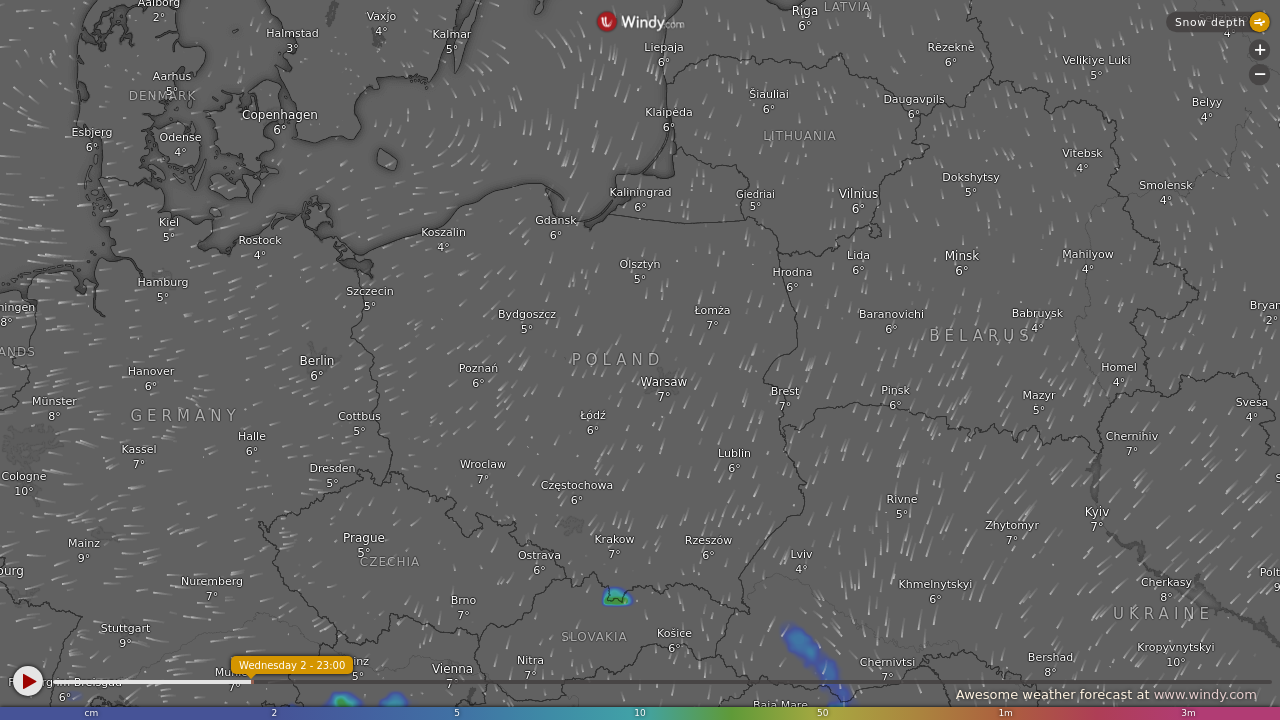 Aalborg
2°
Halmstad
3°
Vaxjo
4°
Kalmar
5°
Windy.com
Liepaja
6°
Riga
6°
LATVIA
Rēzekne
6°
Snow depth
4°
+
−
Velikiye Luki
5°
Aarhus
5°
DENMARK
Copenhagen
6°
Esbjerg
6°
Odense
4°
Klaipėda
6°
Šiauliai
6°
LITHUANIA
Daugavpils
6°
Belyy
4°
Vitebsk
4°
Dokshytsy
5°
Smolensk
4°
Kaliningrad
6°
Giedriai
5°
Vilnius
6°
Kiel
5°
Rostock
4°
Koszalin
4°
Gdansk
6°
Olsztyn
5°
Hrodna
6°
Lida
6°
Minsk
6°
Mahilyow
4°
Hamburg
5°
Szczecin
5°
Bydgoszcz
5°
Łomża
7°
Baranovichi
6°
Babruysk
4°
BELARUS
2°
8°
ANDS
Hanover
6°
Berlin
6°
Poznań
6°
POLAND
Warsaw
7°
Brest
7°
Pinsk
6°
Mazyr
5°
Homel
4°
Svesa
4°
Münster
8°
GERMANY
Cottbus
5°
Łódź
6°
Halle
6°
Kassel
7°
Dresden
5°
Wroclaw
7°
Częstochowa
6°
Lublin
6°
Chernihiv
7°
Cologne
10°
Rivne
5°
Zhytomyr
7°
Kyiv
7°
Mainz
9°
Prague
5°
CZECHIA
Ostrava
6°
Krakow
7°
Rzeszów
6°
Lviv
4°
Khmelnytskyi
6°
Cherkasy
8°
Nuremberg
7°
Brno
7°
UKRAINE
Stuttgart
9°
SLOVAKIA
Košice
6°
Kropyvnytskyi
10°
Wednesday 2 - 23:00
5°
Vienna
7°
Nitra
7°
Chernivtsi
7°
Bershad
8°
7°
6°
Baia Mare
Awesome weather forecast at www.windy.com
cm 2 5 10 50 1m 3m